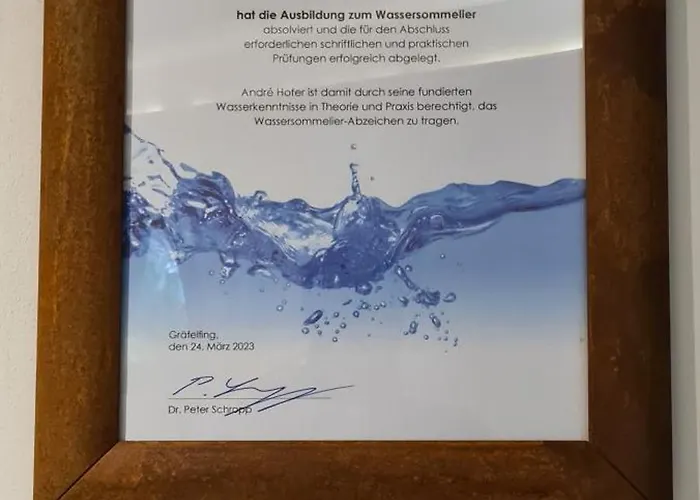 hat die Ausbildung zum Wassersommelier
absolviert und die für den Abschluss
erforderlichen schriftlichen und praktischen
Prüfungen erfolgreich abgelegt.
André Hofer ist damit durch seine fundierten
Wasserkenntnisse in Theorie und Praxis berechtigt, das
Wassersommelier-Abzeichen zu tragen.
Gräfelfing,
den 24. März 2023
Dr. Peter Schropp